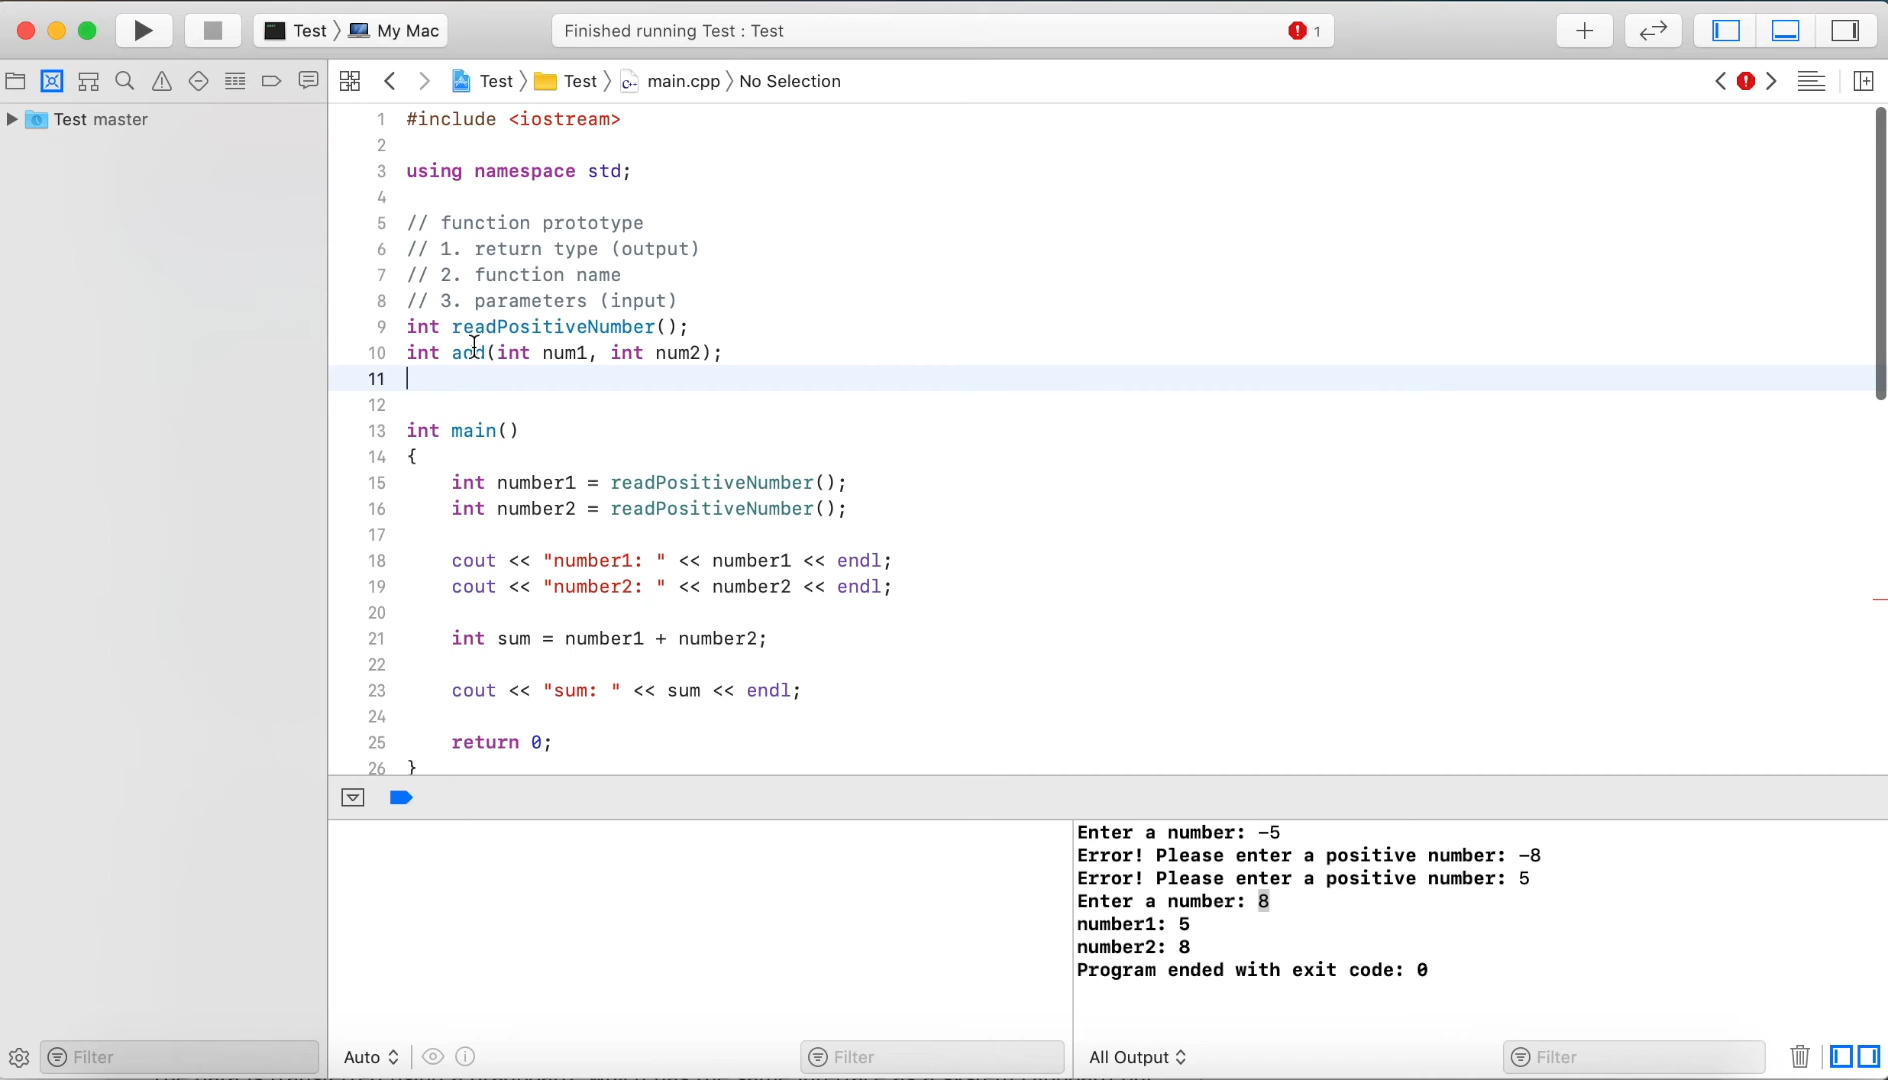 Test My Mac Finished running Test : Test 1
Test Test main.cpp No Selection
Test master
1 #include <iostream>
2
3 using namespace std;
4
5 // function prototype
6 // 1. return type (output)
7 // 2. function name
8 // 3. parameters (input)
9 int readPositiveNumber();
10 int add(int num1, int num2);
11
12
13 int main()
14 {
15 int number1 = readPositiveNumber();
16 int number2 = readPositiveNumber();
17
18 cout << "number1: " << number1 << endl;
19 cout << "number2: " << number2 << endl;
20
21 int sum = number1 + number2;
22
23 cout << "sum: " << sum << endl;
24
25 return 0;
26 }
Enter a number: -5
Error! Please enter a positive number: -8
Error! Please enter a positive number: 5
Enter a number: 8
number1: 5
number2: 8
Program ended with exit code: 0
Filter Auto Filter All Output Filter